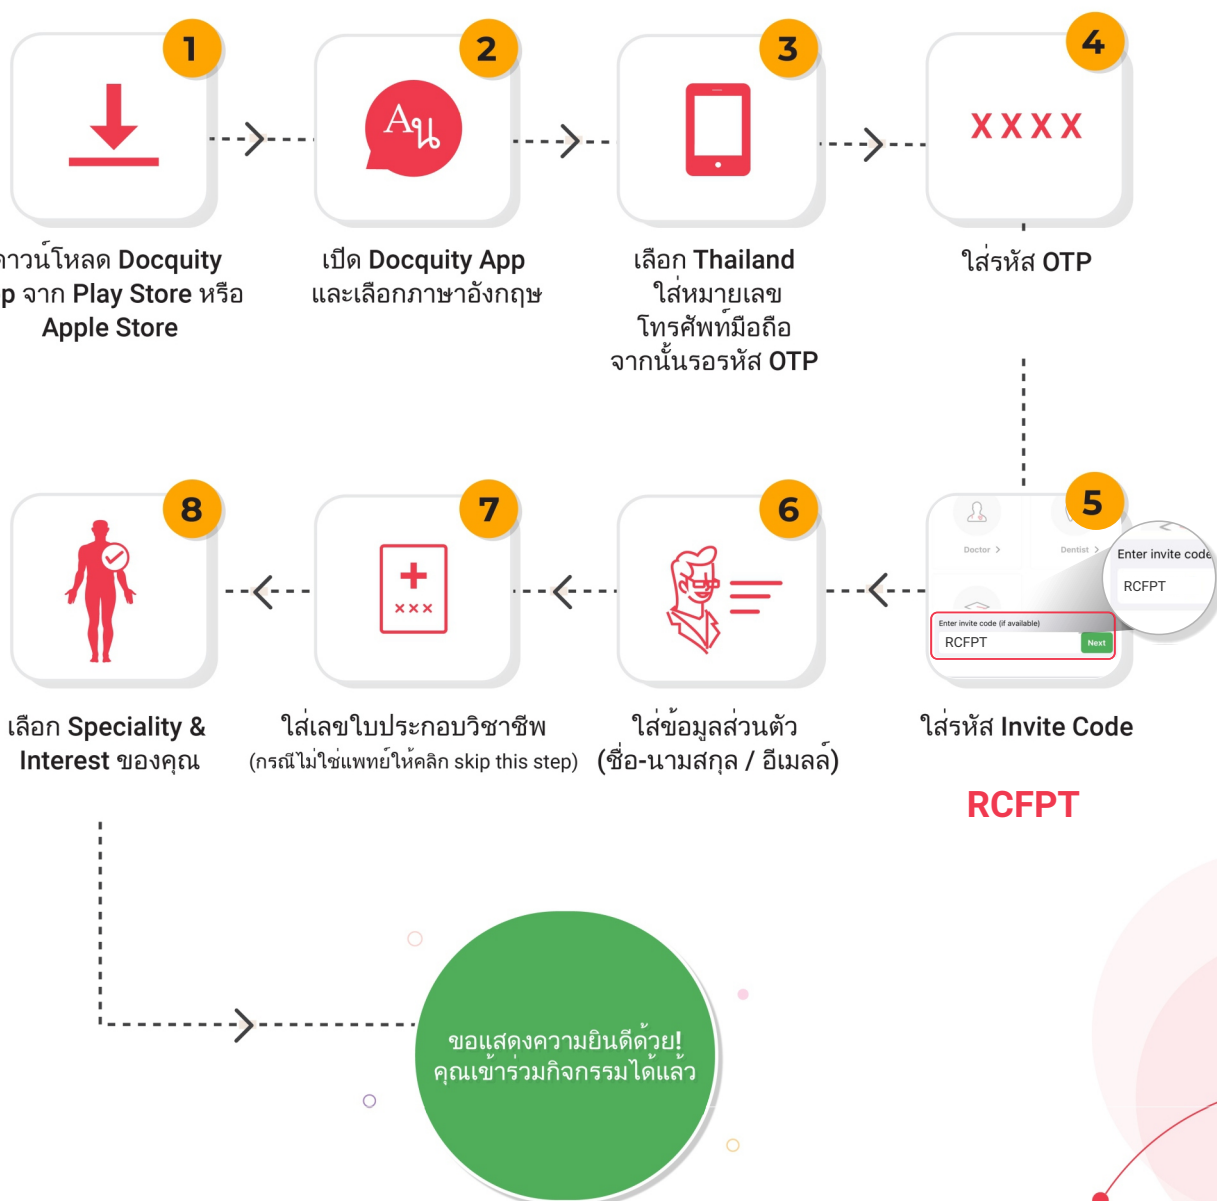 1
2
3
4
Aน
X X X X
ดาวน์โหลด Docquity
จาก Play Store หรือ
Apple Store
เปิด Docquity App
และเลือกภาษาอังกฤษ
เลือก Thailand
ใส่หมายเลข
โทรศัพท์มือถือ
จากนั้นรอรหัส OTP
ใส่รหัส OTP
8
7
6
5
Doctor >
Dentist >
Enter invite code
RCFPT
Enter invite code (if available)
RCFPT
Next
xxx
เลือก Speciality &
Interest ของคุณ
ใส่เลขใบประกอบวิชาชีพ
(กรณีไม่ใช่แพทย์ให้คลิก skip this step)
ใส่ข้อมูลส่วนตัว
(ชื่อ-นามสกุล / อีเมลล์)
ใส่รหัส Invite Code
RCFPT
ขอแสดงความยินดีด้วย!
คุณเข้าร่วมกิจกรรมได้แล้ว